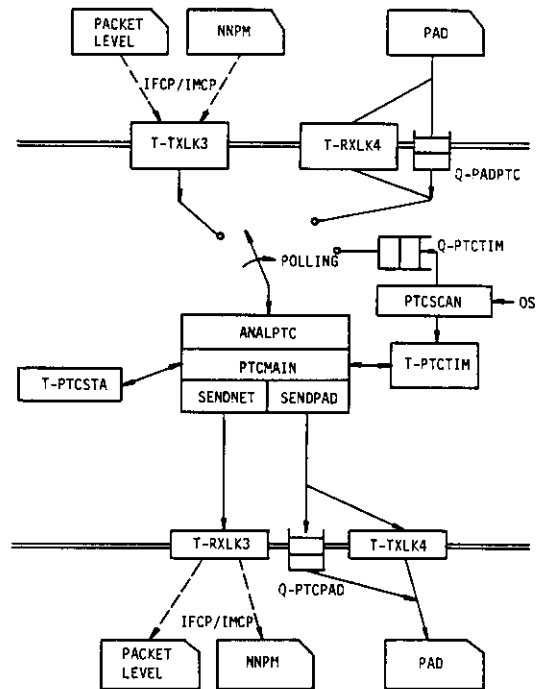 PACKET
LEVEL
NNPM
PAD
IFCP/IMCP
T-TXLK3
T-RXLK4
Q-PADPTC
Q-PTCTIM
POLLING
PTCSCAN
OS
ANALPTC
PTCMAIN
T-PTCSTA
T-PTCTIM
SENDNET
SENDPAD
T-RXLK3
T-TXLK4
Q-PTCPAD
IFCP/IMCP
PACKET
LEVEL
NNPM
PAD